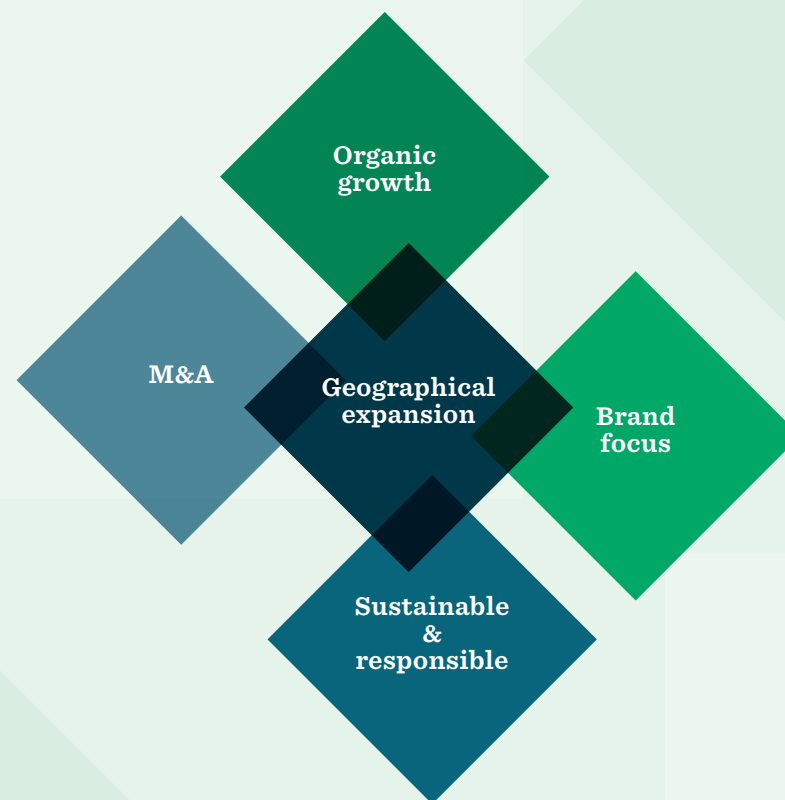 Organic
growth
M&A
Geographical
expansion
Brand
focus
Sustainable
&
responsible